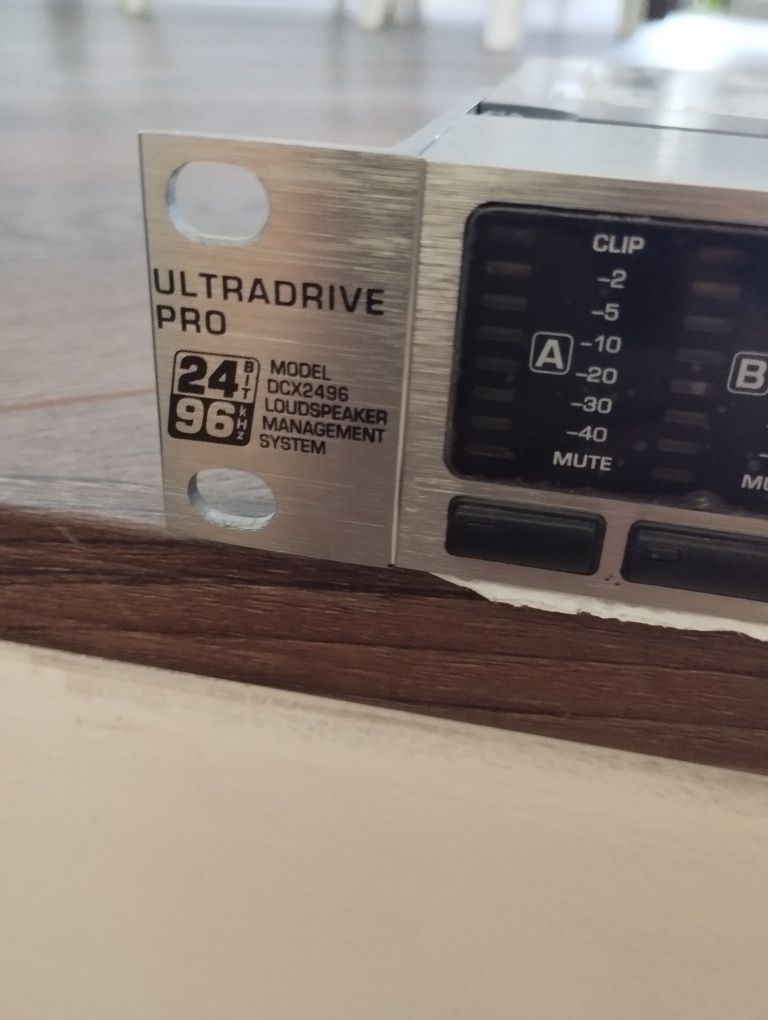 ULTRADRIVE
PRO
24 BIT
96 kHz
MODEL
DCX2496
LOUDSPEAKER
MANAGEMENT
SYSTEM
CLIP
-2
-5
A -10
-20
-30
-40
MUTE
B